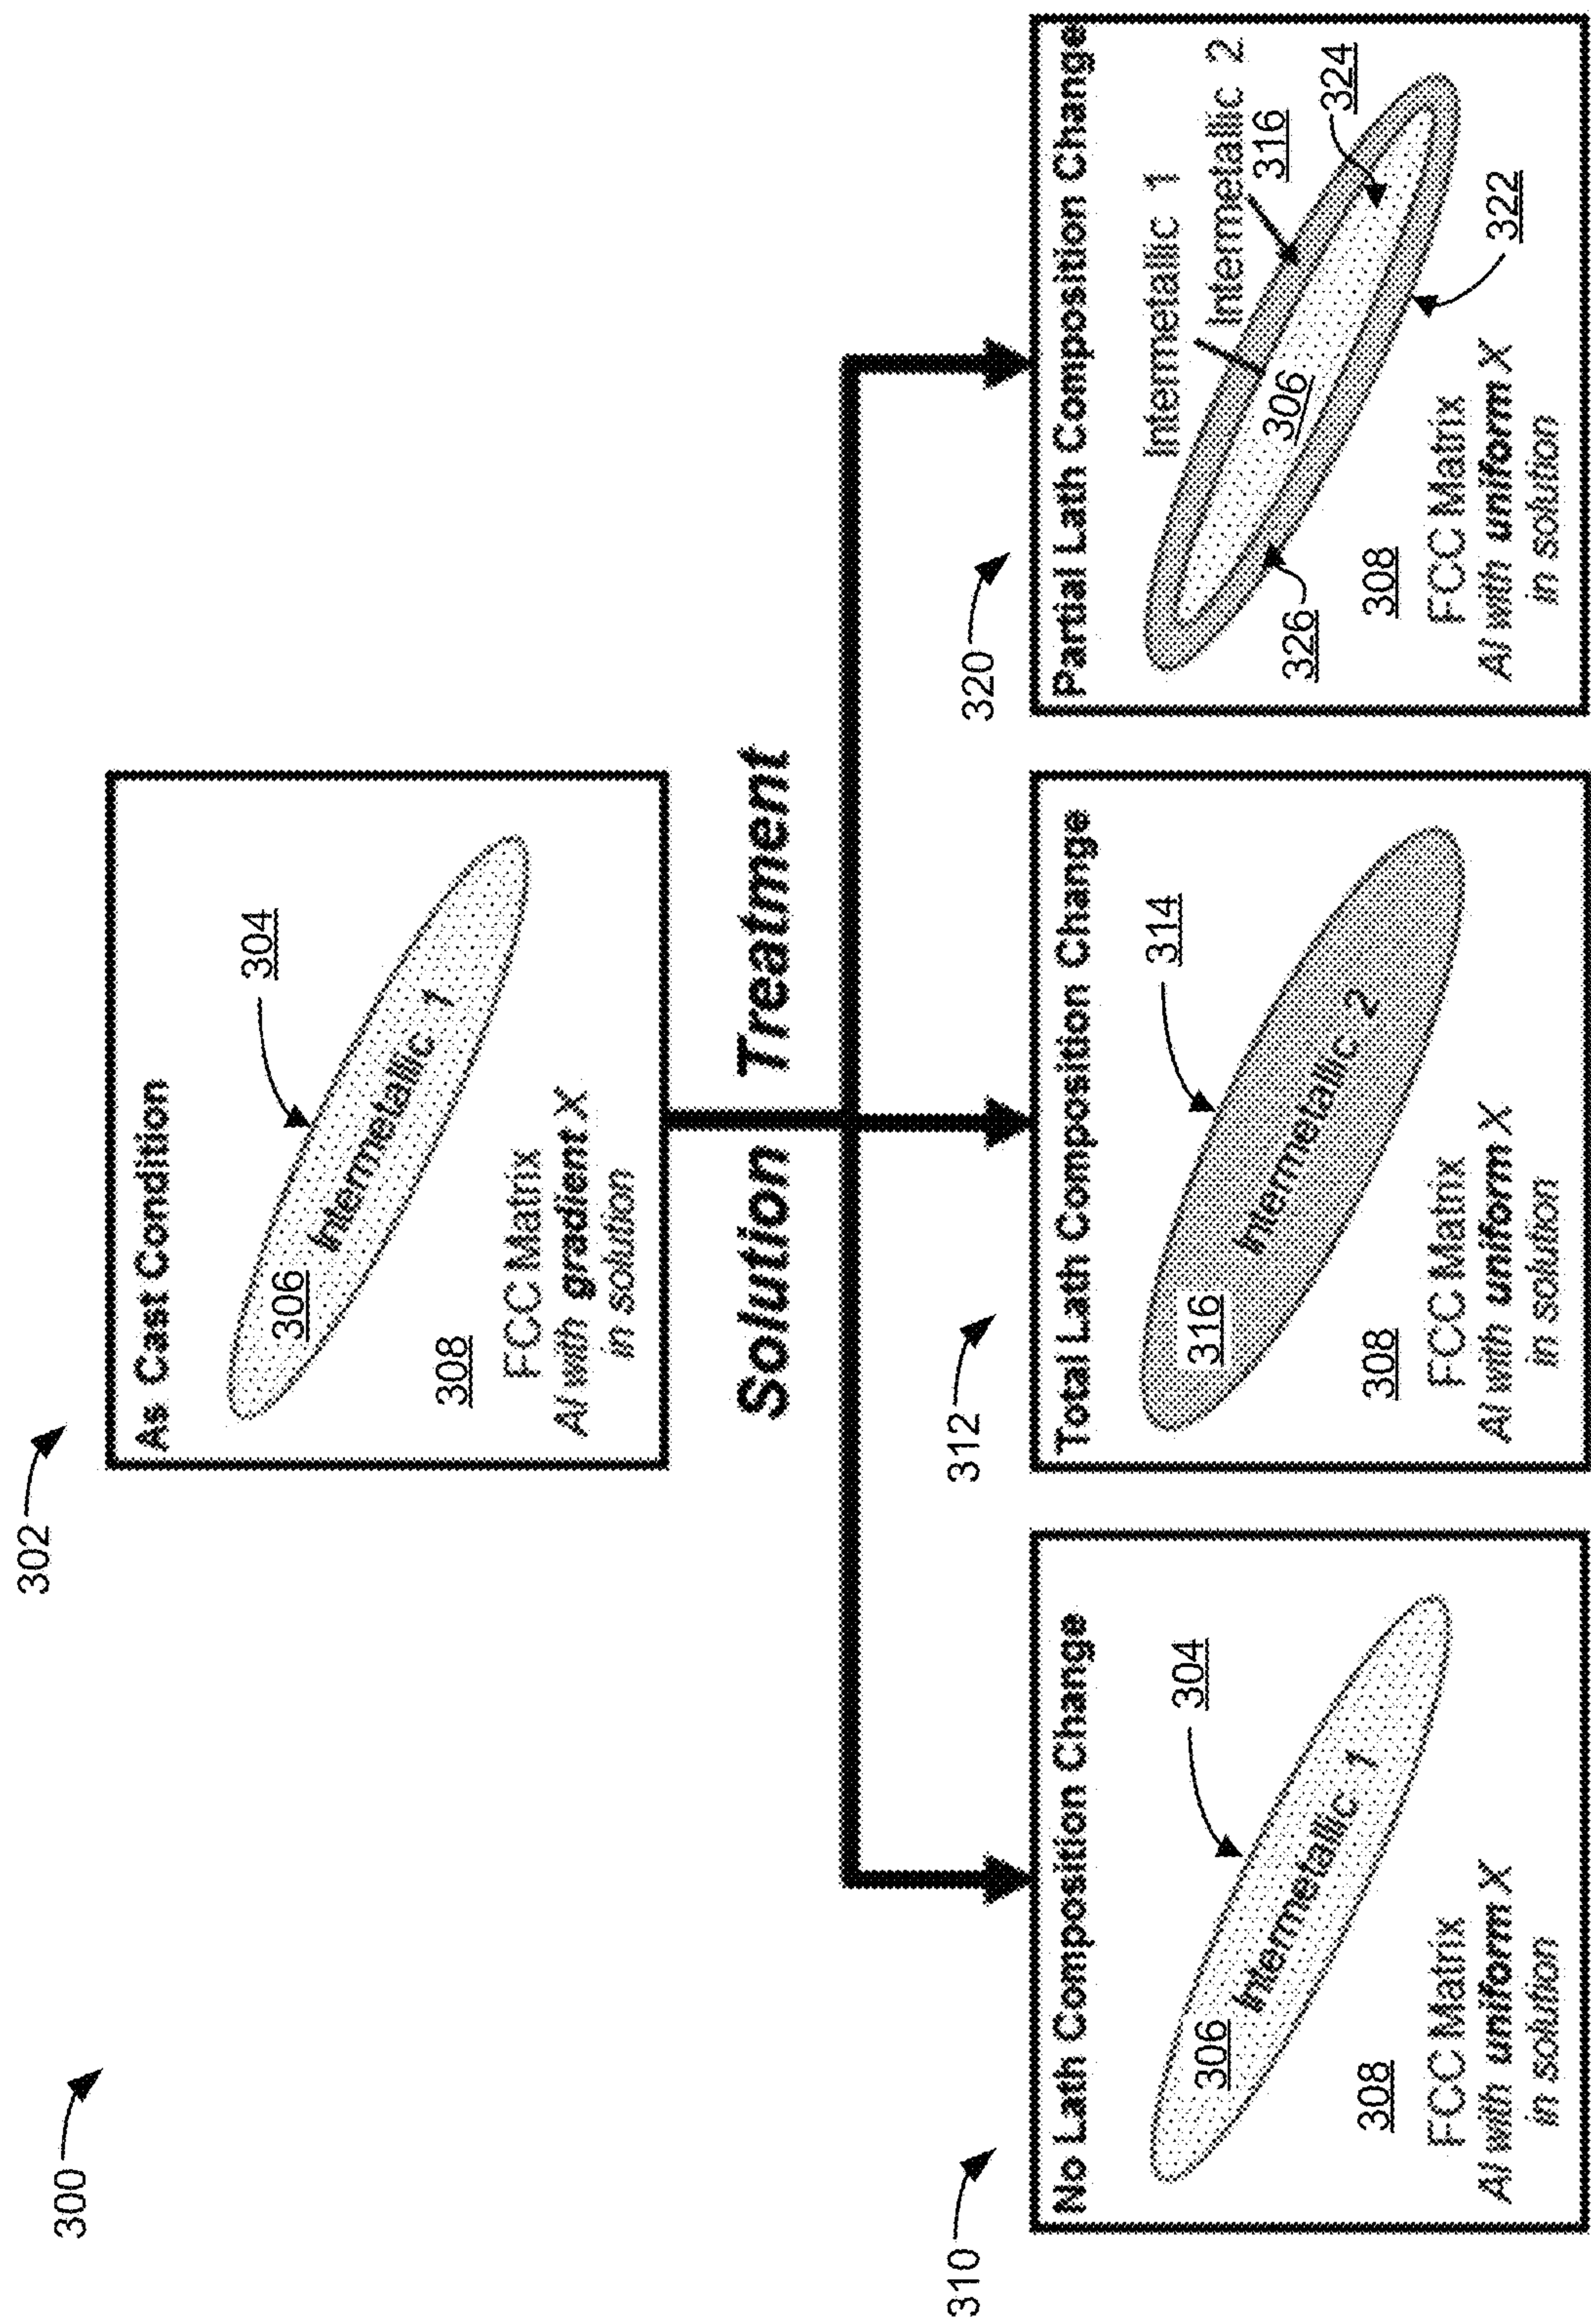 300
302
As Cast Condition
304
306
Intermetallic 1
308
FCC Matrix
Al with gradient X
in solution
Solution Treatment
310
No Lath Composition Change
304
306
Intermetallic 1
308
FCC Matrix
Al with uniform X
in solution
312
Total Lath Composition Change
314
316
Intermetallic 2
308
FCC Matrix
Al with uniform X
in solution
320
Partial Lath Composition Change
Intermetallic 1
Intermetallic 2
316
324
306
326
322
308
FCC Matrix
Al with uniform X
in solution